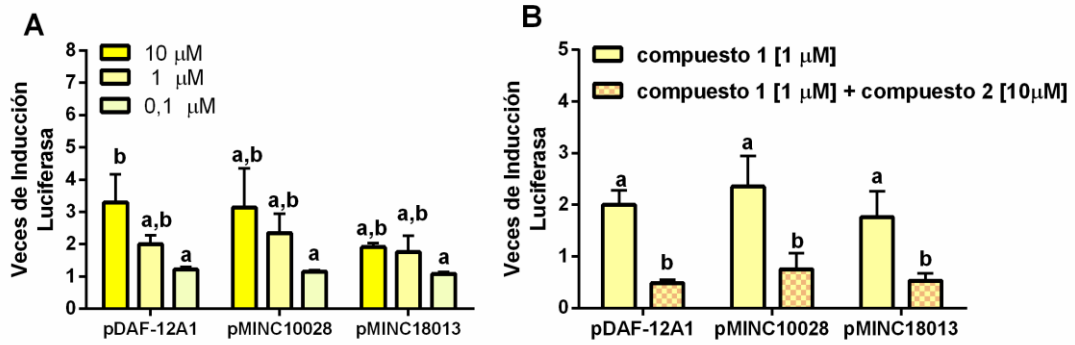 A
Veces de Inducción
Luciferasa
8
7
6
5
4
3
2
1
0
10 µM
1 µM
0,1 µM
b
a,b
a
a,b
a,b
a
a,b
a,b
a
pDAF-12A1
pMINC10028
pMINC18013
B
Veces de Inducción
Luciferasa
5
4
3
2
1
0
compuesto 1 [1 µM]
compuesto 1 [1 µM] + compuesto 2 [10µM]
a
b
a
b
a
b
pDAF-12A1
pMINC10028
pMINC18013